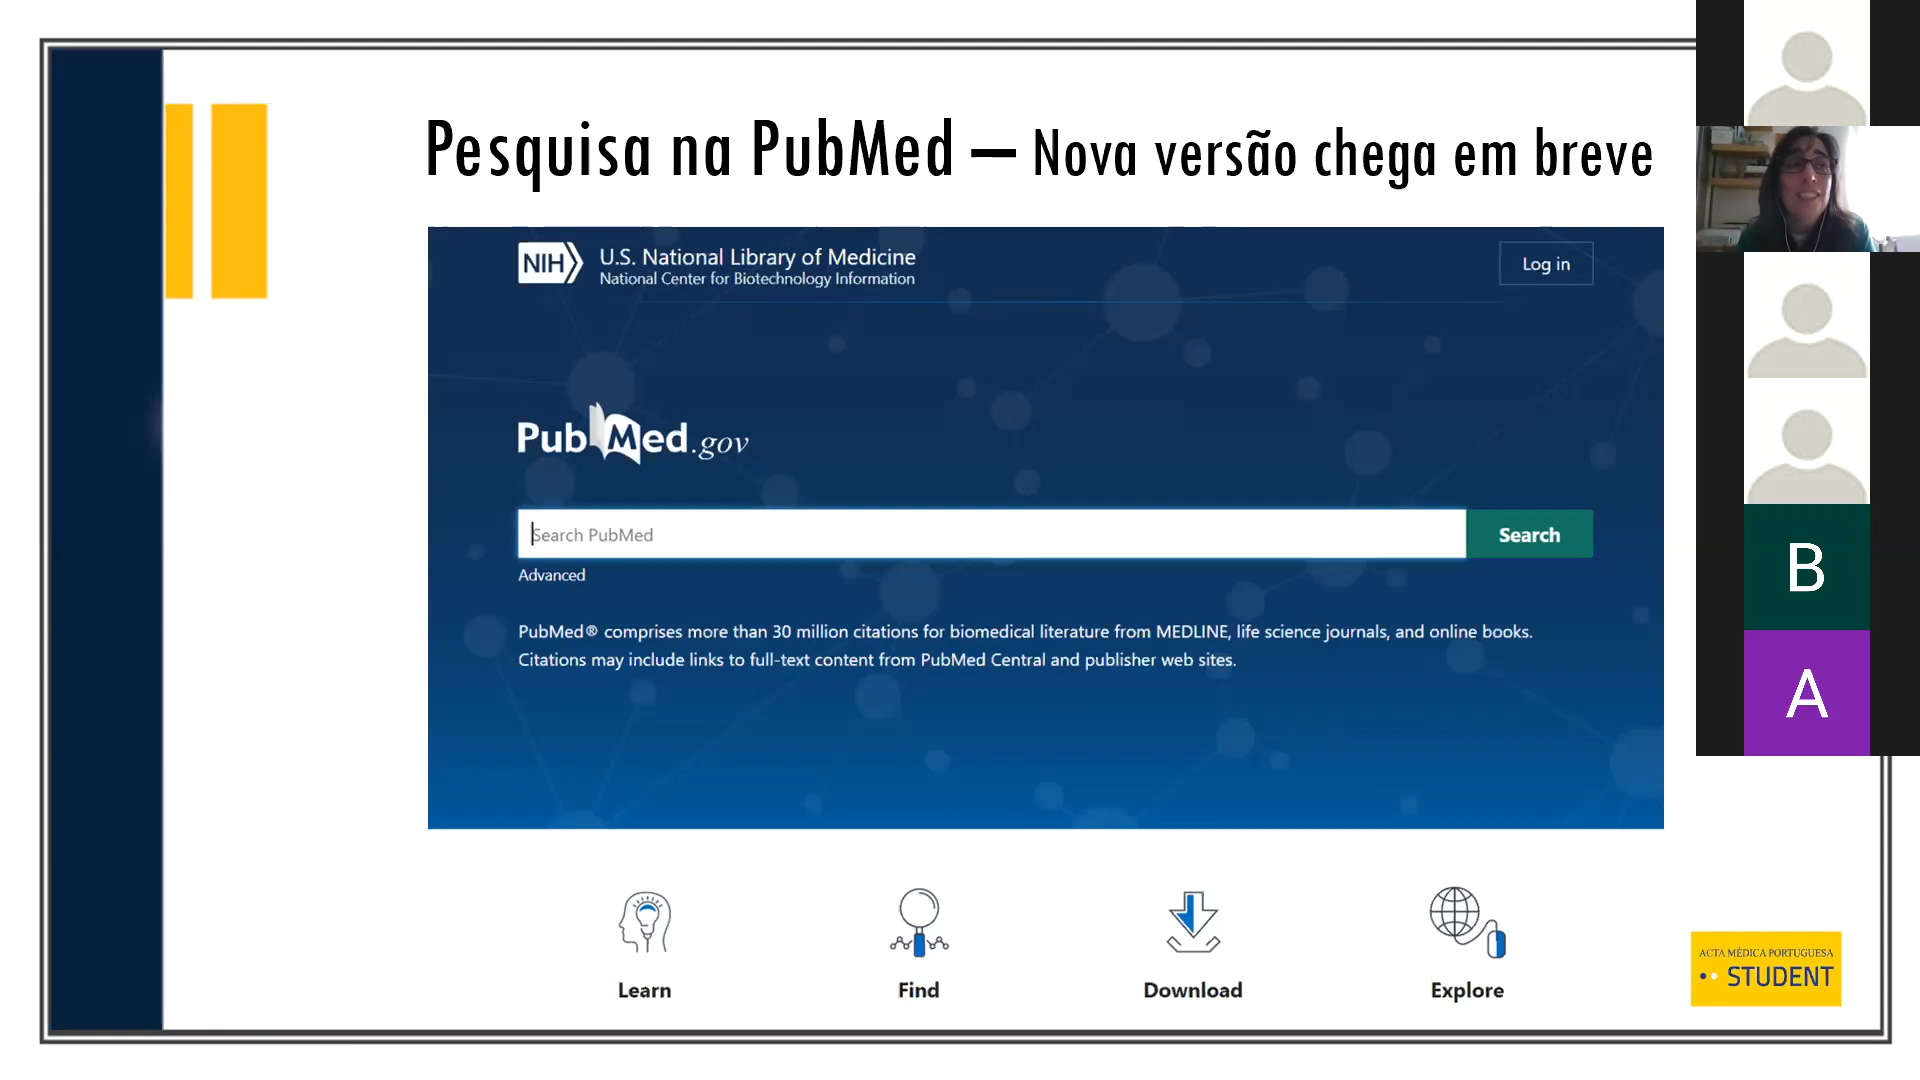 Pesquisa na PubMed — Nova versão chega em breve
NIH
U.S. National Library of Medicine
National Center for Biotechnology Information
Log in
PubMed.gov
Search PubMed
Search
Advanced
PubMed® comprises more than 30 million citations for biomedical literature from MEDLINE, life science journals, and online books.
Citations may include links to full-text content from PubMed Central and publisher web sites.
Learn
Find
Download
Explore
B
A
ACTA MÉDICA PORTUGUESA
STUDENT